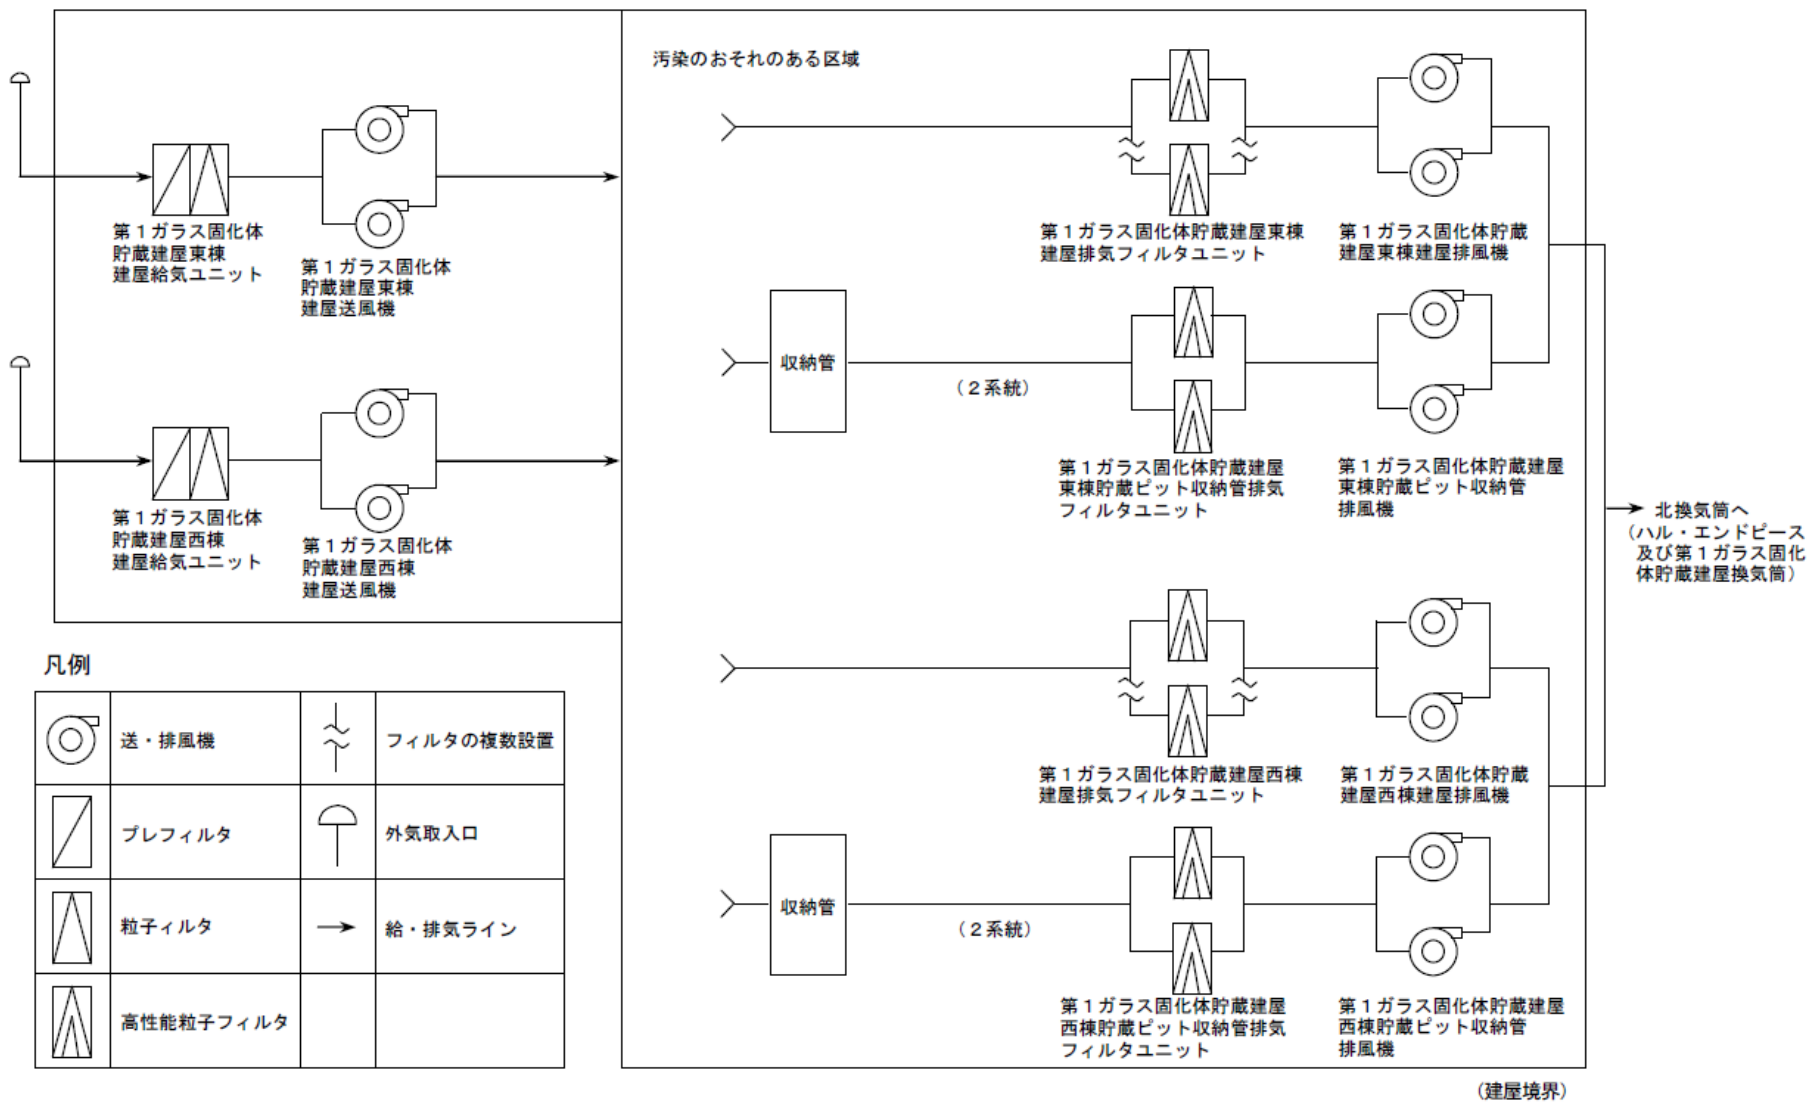 汚染のおそれのある区域
第1ガラス固化体
貯蔵建屋東棟
建屋給気ユニット
第1ガラス固化体
貯蔵建屋東棟
建屋送風機
第1ガラス固化体貯蔵建屋東棟
建屋排気フィルタユニット
第1ガラス固化体貯蔵
建屋東棟建屋排風機
収納管
(2系統)
第1ガラス固化体貯蔵建屋
東棟貯蔵ピット収納管排気
フィルタユニット
第1ガラス固化体貯蔵建屋
東棟貯蔵ピット収納管
排風機
第1ガラス固化体
貯蔵建屋西棟
建屋給気ユニット
第1ガラス固化体
貯蔵建屋西棟
建屋送風機
北換気筒へ
(ハル・エンドピース
及び第1ガラス固化
体貯蔵建屋換気筒)
第1ガラス固化体貯蔵建屋西棟
建屋排気フィルタユニット
第1ガラス固化体貯蔵
建屋西棟建屋排風機
収納管
(2系統)
第1ガラス固化体貯蔵建屋
西棟貯蔵ピット収納管排気
フィルタユニット
第1ガラス固化体貯蔵建屋
西棟貯蔵ピット収納管
排風機
凡例
送・排風機
フィルタの複数設置
プレフィルタ
外気取入口
粒子ィルタ
給・排気ライン
高性能粒子フィルタ
(建屋境界)